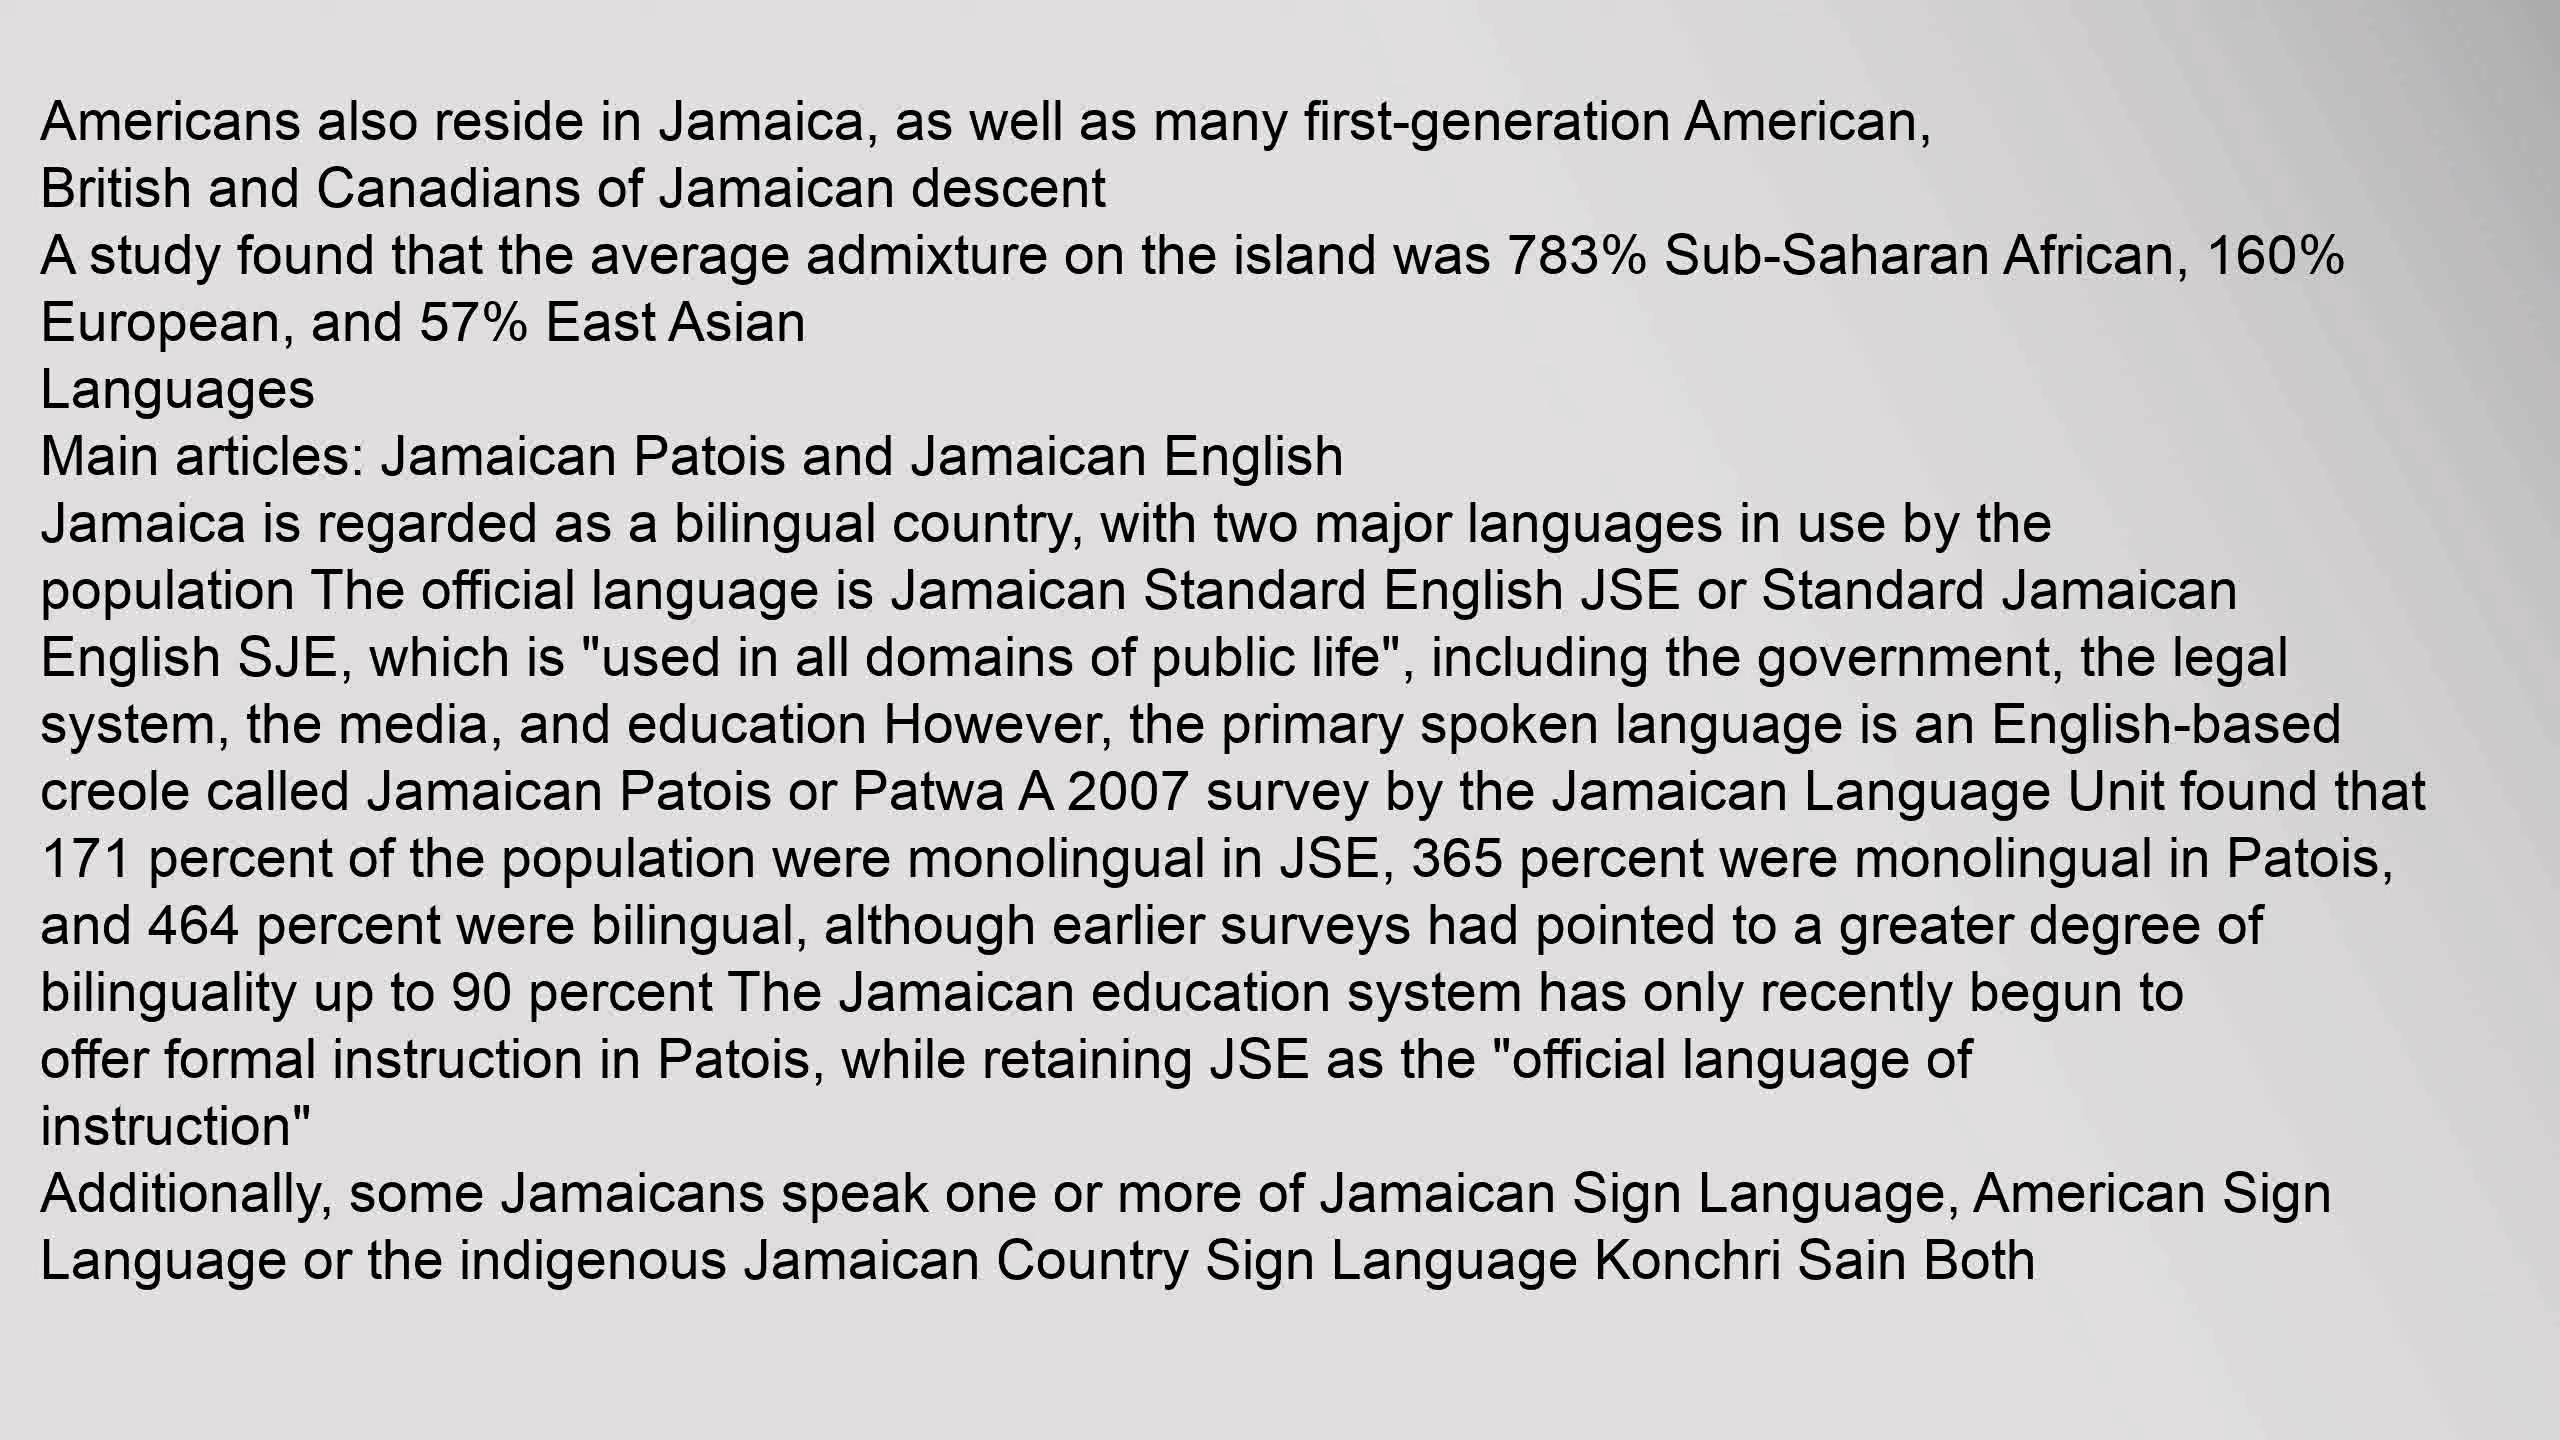 Americans also reside in Jamaica, as well as many first-generation American,
British and Canadians of Jamaican descent
A study found that the average admixture on the island was 783% Sub-Saharan African, 160%
European, and 57% East Asian
Languages
Main articles: Jamaican Patois and Jamaican English
Jamaica is regarded as a bilingual country, with two major languages in use by the
population The official language is Jamaican Standard English JSE or Standard Jamaican
English SJE, which is "used in all domains of public life", including the government, the legal
system, the media, and education However, the primary spoken language is an English-based
creole called Jamaican Patois or Patwa A 2007 survey by the Jamaican Language Unit found that
171 percent of the population were monolingual in JSE, 365 percent were monolingual in Patois,
and 464 percent were bilingual, although earlier surveys had pointed to a greater degree of
bilinguality up to 90 percent The Jamaican education system has only recently begun to
offer formal instruction in Patois, while retaining JSE as the "official language of
instruction"
Additionally, some Jamaicans speak one or more of Jamaican Sign Language, American Sign
Language or the indigenous Jamaican Country Sign Language Konchri Sain Both